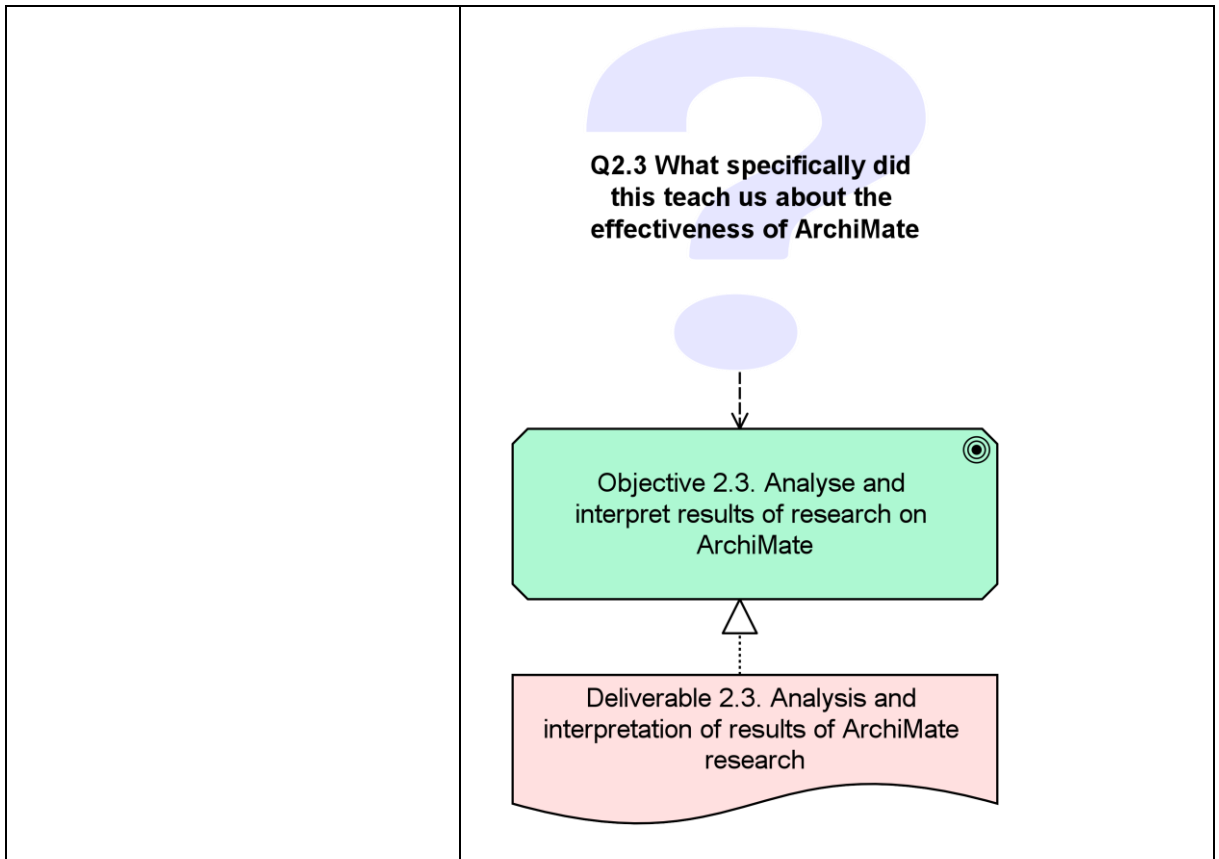 Q2.3 What specifically did
this teach us about the
effectiveness of ArchiMate
Objective 2.3. Analyse and
interpret results of research on
ArchiMate
Deliverable 2.3. Analysis and
interpretation of results of ArchiMate
research